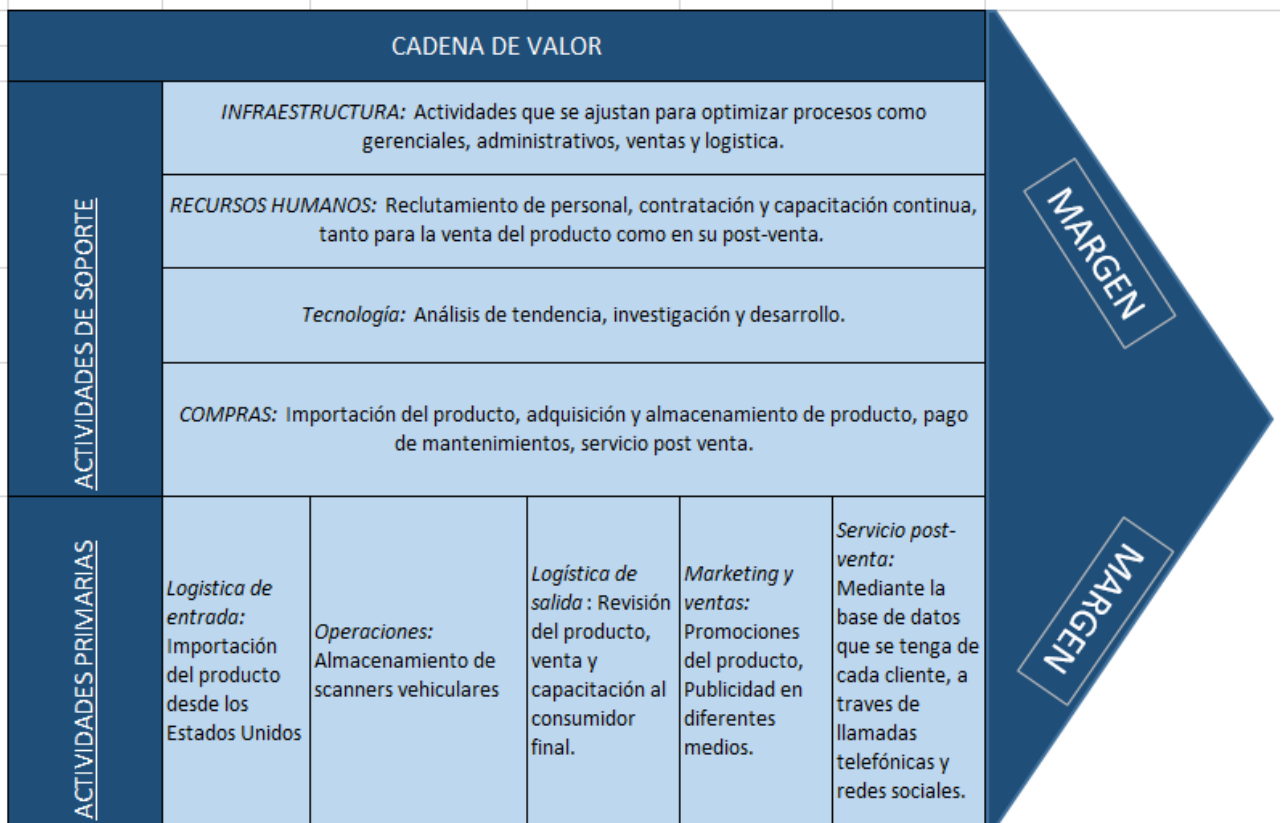 CADENA DE VALOR
ACTIVIDADES DE SOPORTE
INFRAESTRUCTURA: Actividades que se ajustan para optimizar procesos como
gerenciales, administrativos, ventas y logistica.
RECURSOS HUMANOS: Reclutamiento de personal, contratación y capacitación continua,
tanto para la venta del producto como en su post-venta.
Tecnología: Análisis de tendencia, investigación y desarrollo.
COMPRAS: Importación del producto, adquisición y almacenamiento de producto, pago
de mantenimientos, servicio post venta.
ACTIVIDADES PRIMARIAS
Logistica de
entrada:
Importación
del producto
desde los
Estados Unidos
Operaciones:
Almacenamiento de
scanners vehiculares
Logística de
salida : Revisión
del producto,
venta y
capacitación al
consumidor
final.
Marketing y
ventas:
Promociones
del producto,
Publicidad en
diferentes
medios.
Servicio post-
venta:
Mediante la
base de datos
que se tenga de
cada cliente, a
traves de
llamadas
telefónicas y
redes sociales.
MARGEN
MARGEN